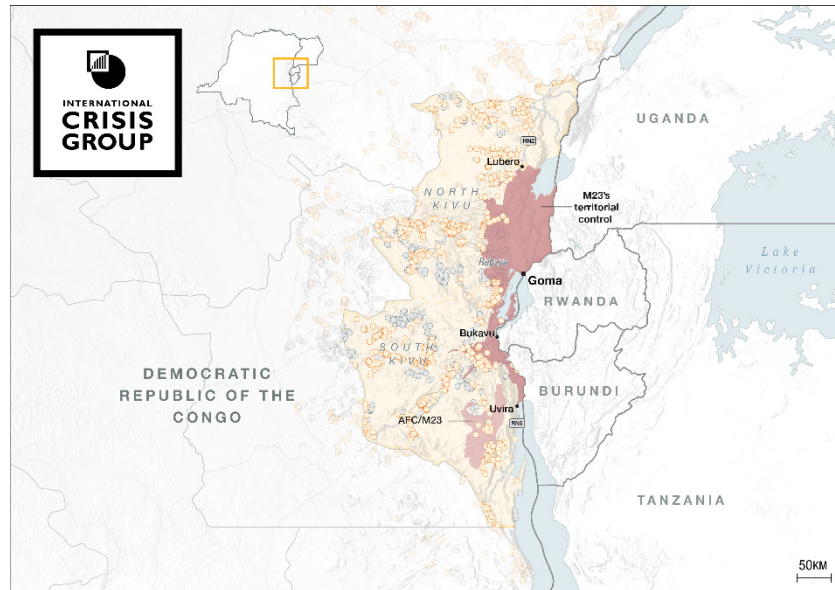 INTERNATIONAL
CRISIS
GROUP
UGANDA
RN2
Lubero
NORTH
KIVU
M23's
territorial
control
Lake
Victoria
Rubaya
Goma
RWANDA
Bukavu
SOUTH
KIVU
DEMOCRATIC
REPUBLIC OF THE
CONGO
BURUNDI
Uvira
AFC/M23
RN5
TANZANIA
50KM